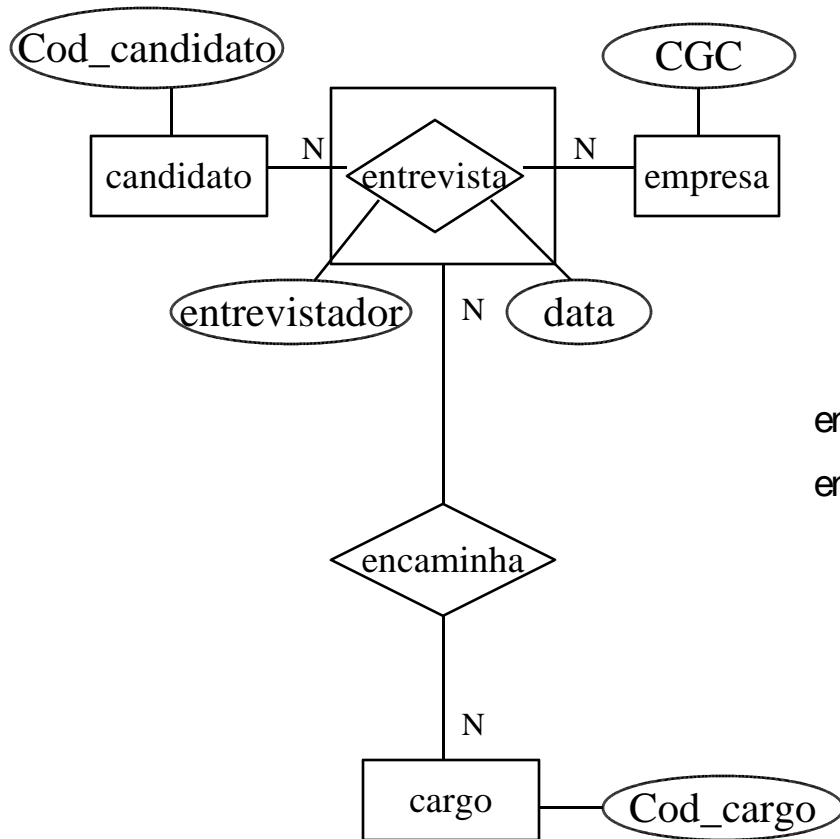 Cod_candidato
CGC
candidato
N
entrevista
N
empresa
entrevistador
N
data
encaminha
N
cargo
Cod_cargo